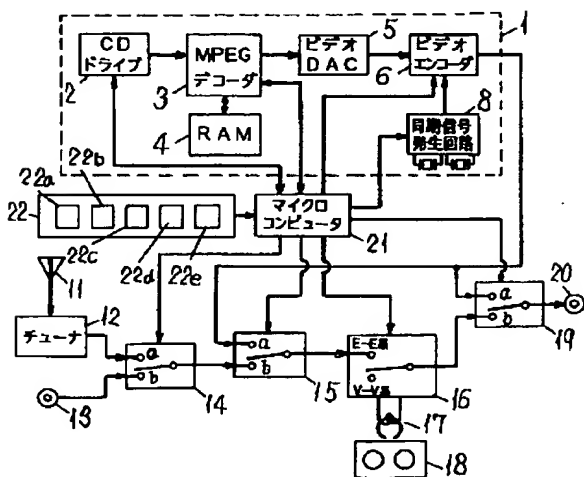 1
CD
ドライブ
2
MPEG
デコーダ
3
RAM
4
ビデオ
DAC
5
ビデオ
エンコーダ
6
同期信号
発生回路
8
22a
22b
22
22c
22d
22e
マイクロ
コンピュータ
21
11
チューナ
12
13
a
b
14
a
b
15
E-E系
V-V系
16
17
18
a
b
19
20